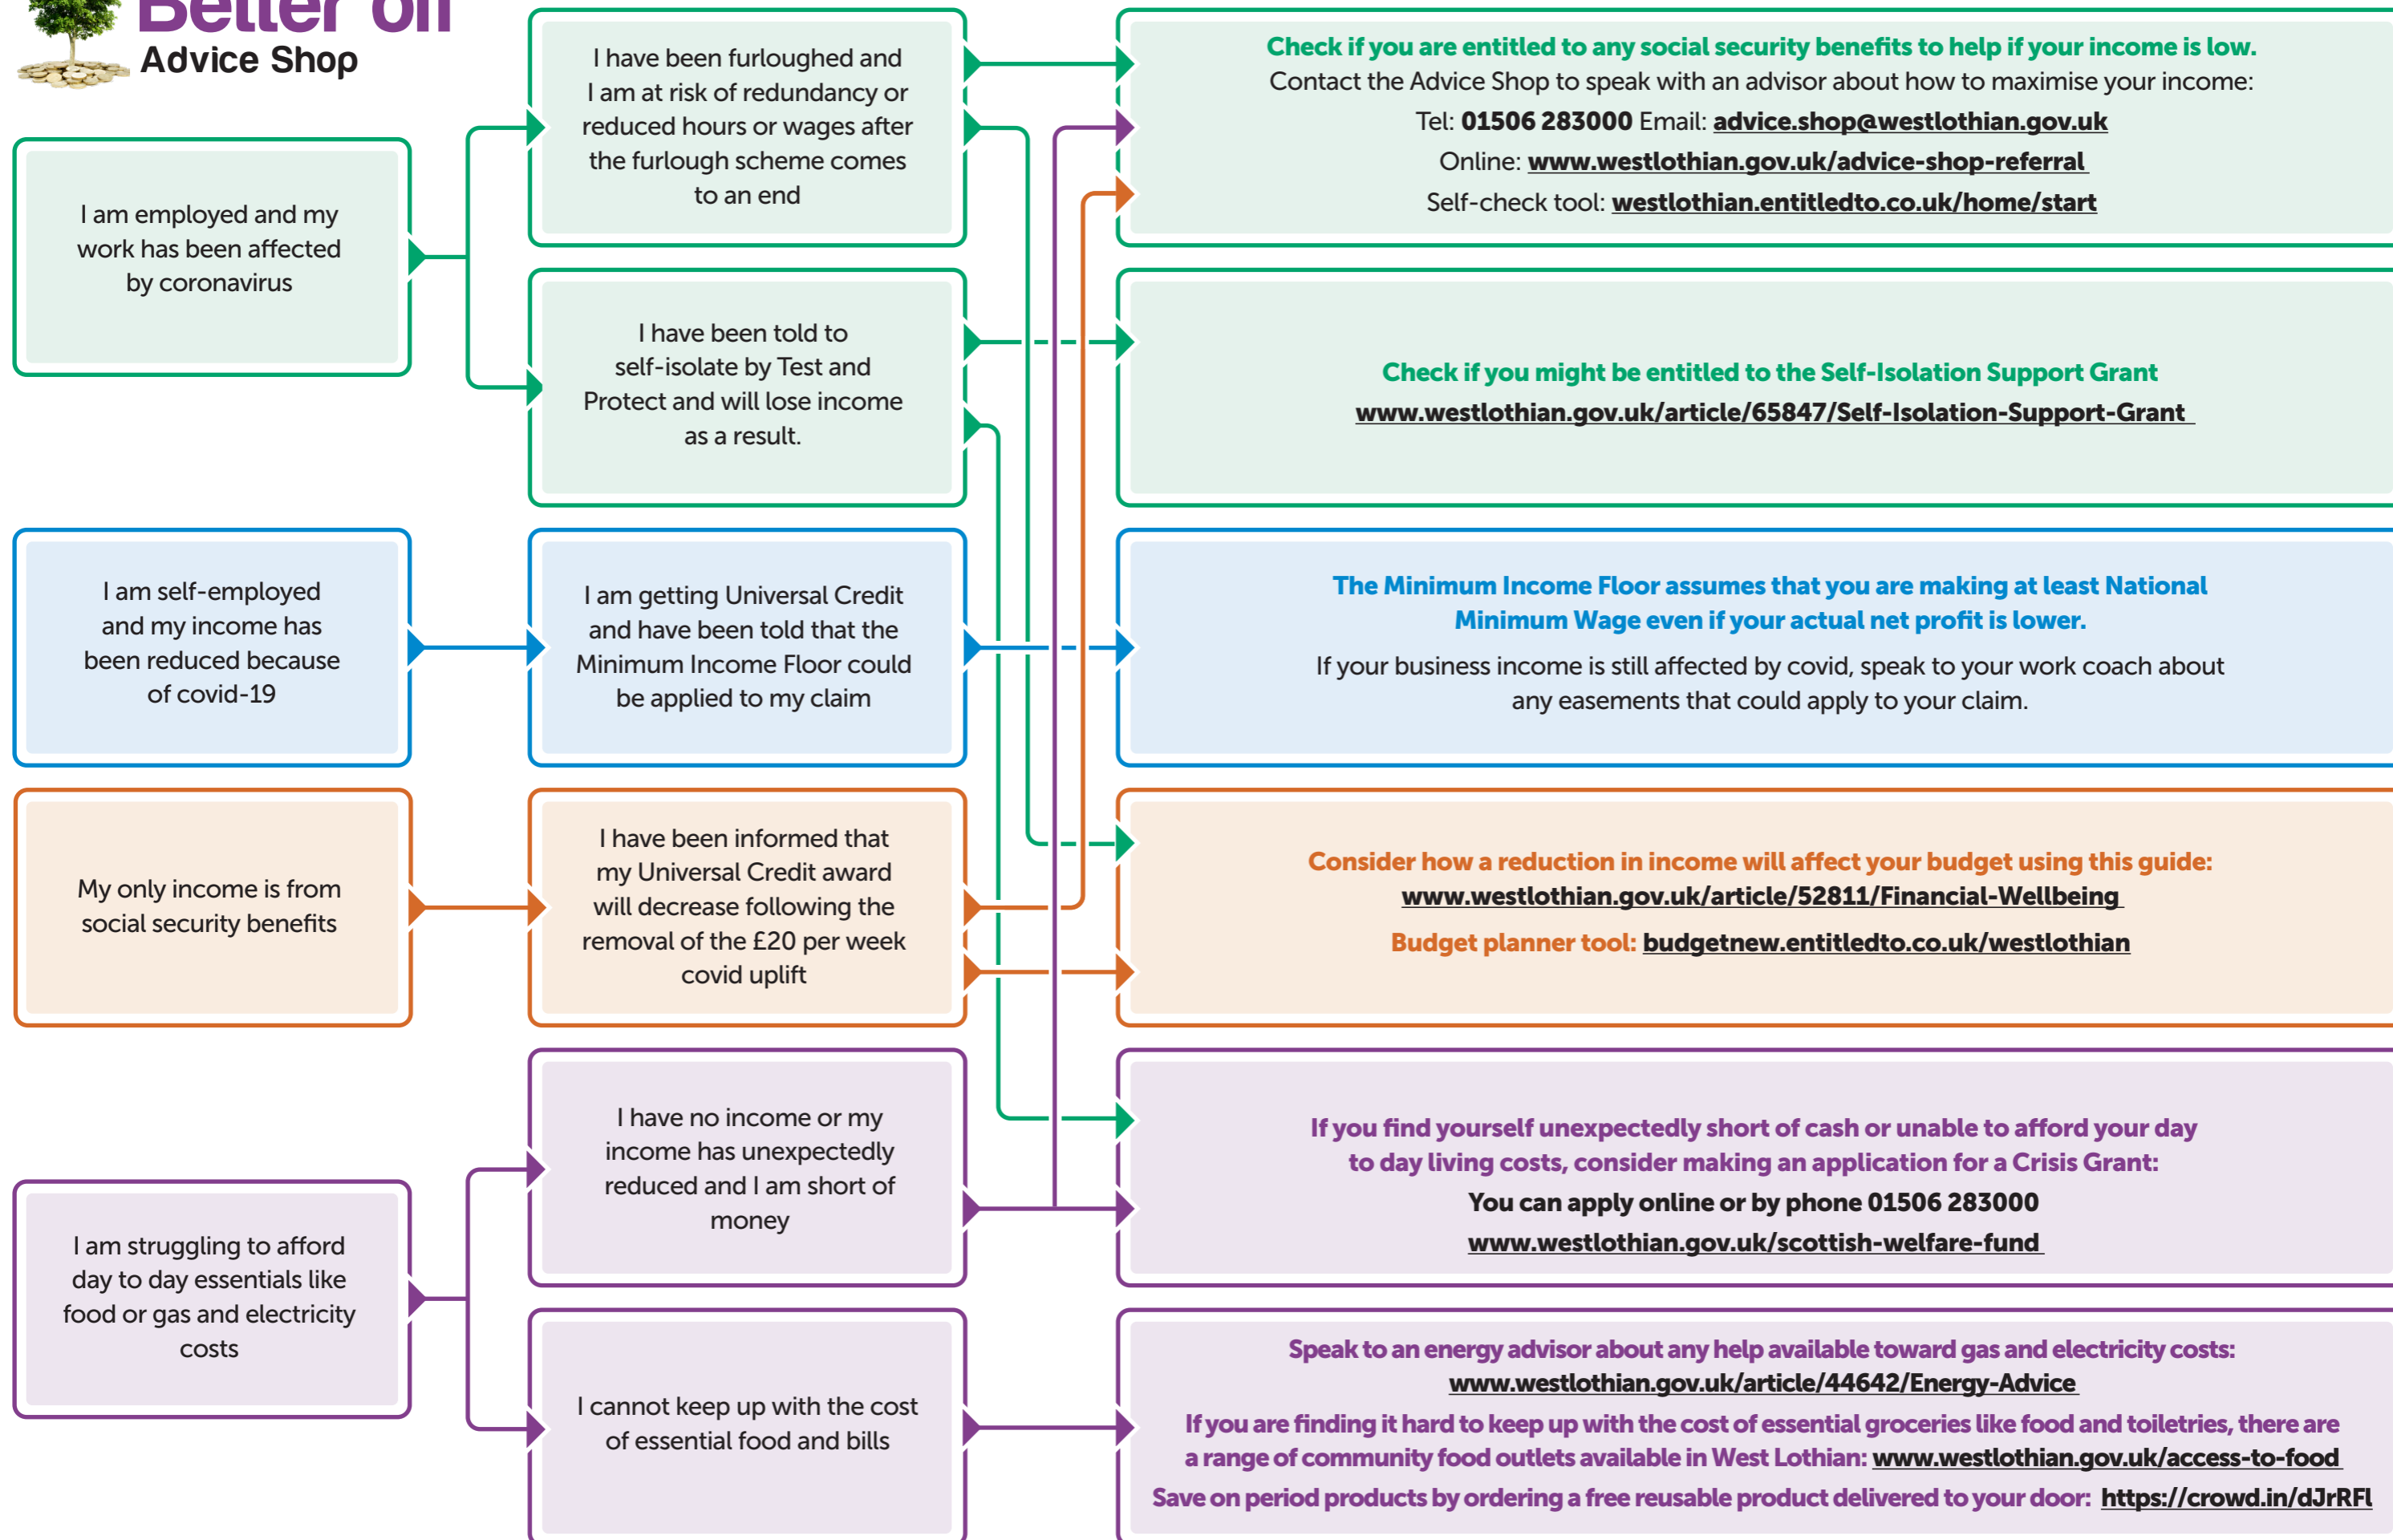 Better off
Advice Shop
I am employed and my
work has been affected
by coronavirus
I have been furloughed and
I am at risk of redundancy or
reduced hours or wages after
the furlough scheme comes
to an end
I have been told to
self-isolate by Test and
Protect and will lose income
as a result.
Check if you are entitled to any social security benefits to help if your income is low.
Contact the Advice Shop to speak with an advisor about how to maximise your income:
Tel: 01506 283000 Email: advice.shop@westlothian.gov.uk
Online: www.westlothian.gov.uk/advice-shop-referral
Self-check tool: westlothian.entitledto.co.uk/home/start
Check if you might be entitled to the Self-Isolation Support Grant
www.westlothian.gov.uk/article/65847/Self-Isolation-Support-Grant
I am self-employed
and my income has
been reduced because
of covid-19
I am getting Universal Credit
and have been told that the
Minimum Income Floor could
be applied to my claim
The Minimum Income Floor assumes that you are making at least National
Minimum Wage even if your actual net profit is lower.
If your business income is still affected by covid, speak to your work coach about
any easements that could apply to your claim.
My only income is from
social security benefits
I have been informed that
my Universal Credit award
will decrease following the
removal of the £20 per week
covid uplift
Consider how a reduction in income will affect your budget using this guide:
www.westlothian.gov.uk/article/52811/Financial-Wellbeing
Budget planner tool: budgetnew.entitledto.co.uk/westlothian
I am struggling to afford
day to day essentials like
food or gas and electricity
costs
I have no income or my
income has unexpectedly
reduced and I am short of
money
I cannot keep up with the cost
of essential food and bills
If you find yourself unexpectedly short of cash or unable to afford your day
to day living costs, consider making an application for a Crisis Grant:
You can apply online or by phone 01506 283000
www.westlothian.gov.uk/scottish-welfare-fund
Speak to an energy advisor about any help available toward gas and electricity costs:
www.westlothian.gov.uk/article/44642/Energy-Advice
If you are finding it hard to keep up with the cost of essential groceries like food and toiletries, there are
a range of community food outlets available in West Lothian: www.westlothian.gov.uk/access-to-food
Save on period products by ordering a free reusable product delivered to your door: https://crowd.in/dJrRFl